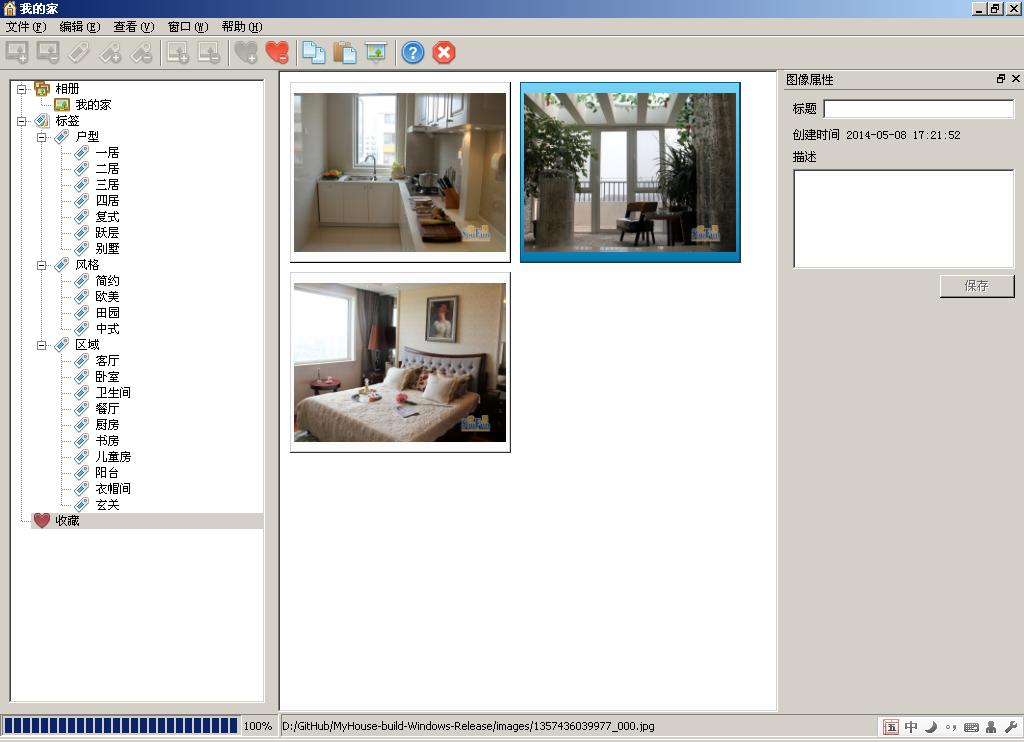 我的家
文件(F) 编辑(E) 查看(V) 窗口(W) 帮助(H)
相册
我的家
标签
户型
一居
二居
三居
四居
复式
跃层
别墅
风格
简约
欧美
田园
中式
区域
客厅
卧室
卫生间
餐厅
厨房
书房
儿童房
阳台
衣帽间
玄关
收藏
图像属性
标题
创建时间 2014-05-08 17:21:52
描述
保存
100%
D:/GitHub/MyHouse-build-Windows-Release/images/1357436039977_000.jpg
五 中